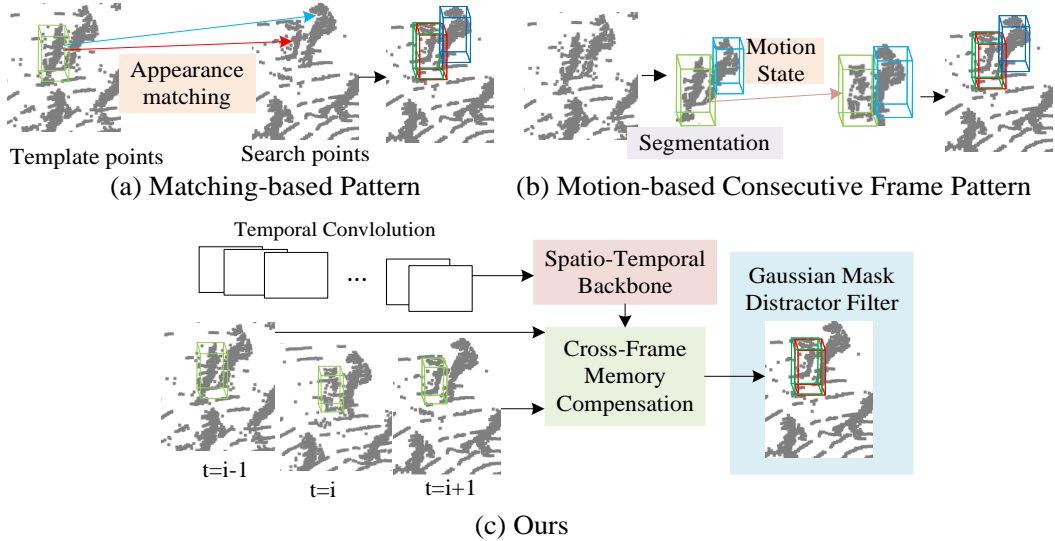 Appearance
matching
Template points
Search points
(a) Matching-based Pattern
Motion
State
Segmentation
(b) Motion-based Consecutive Frame Pattern
Temporal Convlolution
...
Spatio-Temporal
Backbone
Gaussian Mask
Distractor Filter
Cross-Frame
Memory
Compensation
t=i-1
t=i
t=i+1
(c) Ours